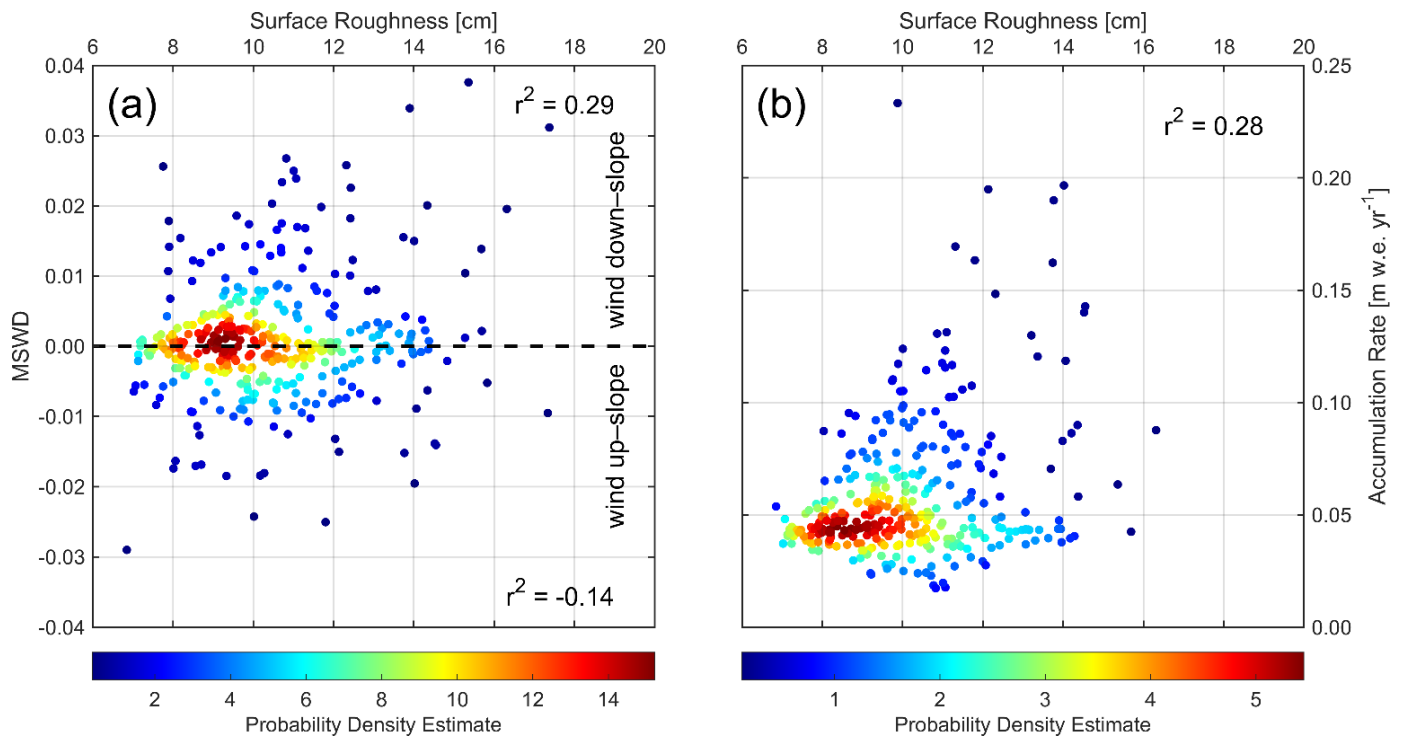 Surface Roughness [cm]
6 8 10 12 14 16 18 20
0.04
0.03
0.02
0.01
0.00
-0.01
-0.02
-0.03
-0.04
MSWD
(a)
r² = 0.29
wind down–slope
wind up–slope
r² = -0.14
2 4 6 8 10 12 14
Probability Density Estimate
Surface Roughness [cm]
6 8 10 12 14 16 18 20
(b)
r² = 0.28
0.25
0.20
0.15
0.10
0.05
0.00
Accumulation Rate [m w.e. yr⁻¹]
1 2 3 4 5
Probability Density Estimate